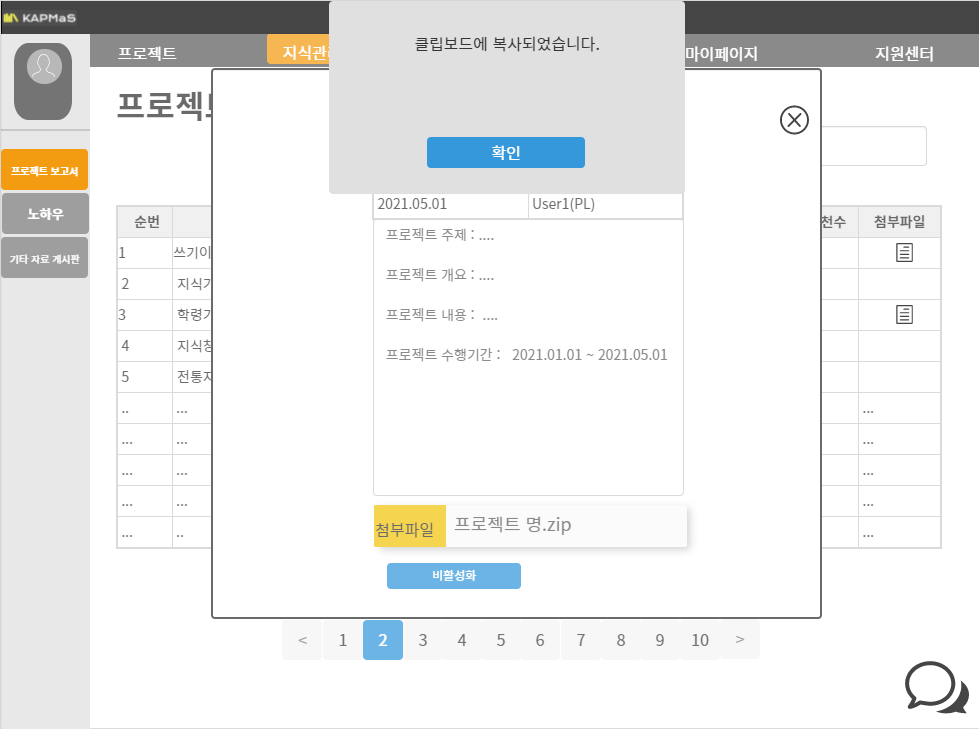 KAPMaS
클립보드에 복사되었습니다.
확인
프로젝트
지식관
마이페이지
지원센터
프로젝트
프로젝트 보고서
노하우
기타 자료 게시판
순번
천수
첨부파일
2021.05.01 User1(PL)
프로젝트 주제 : ....
프로젝트 개요 : ....
프로젝트 내용 : ....
프로젝트 수행기간 : 2021.01.01 ~ 2021.05.01
1 쓰기이
2 지식기
3 학령기
4 지식창
5 전통지
.. ... ...
... ... ...
... ... ...
... ... ...
... .. ...
첨부파일 프로젝트 명.zip
비활성화
< 1 2 3 4 5 6 7 8 9 10 >